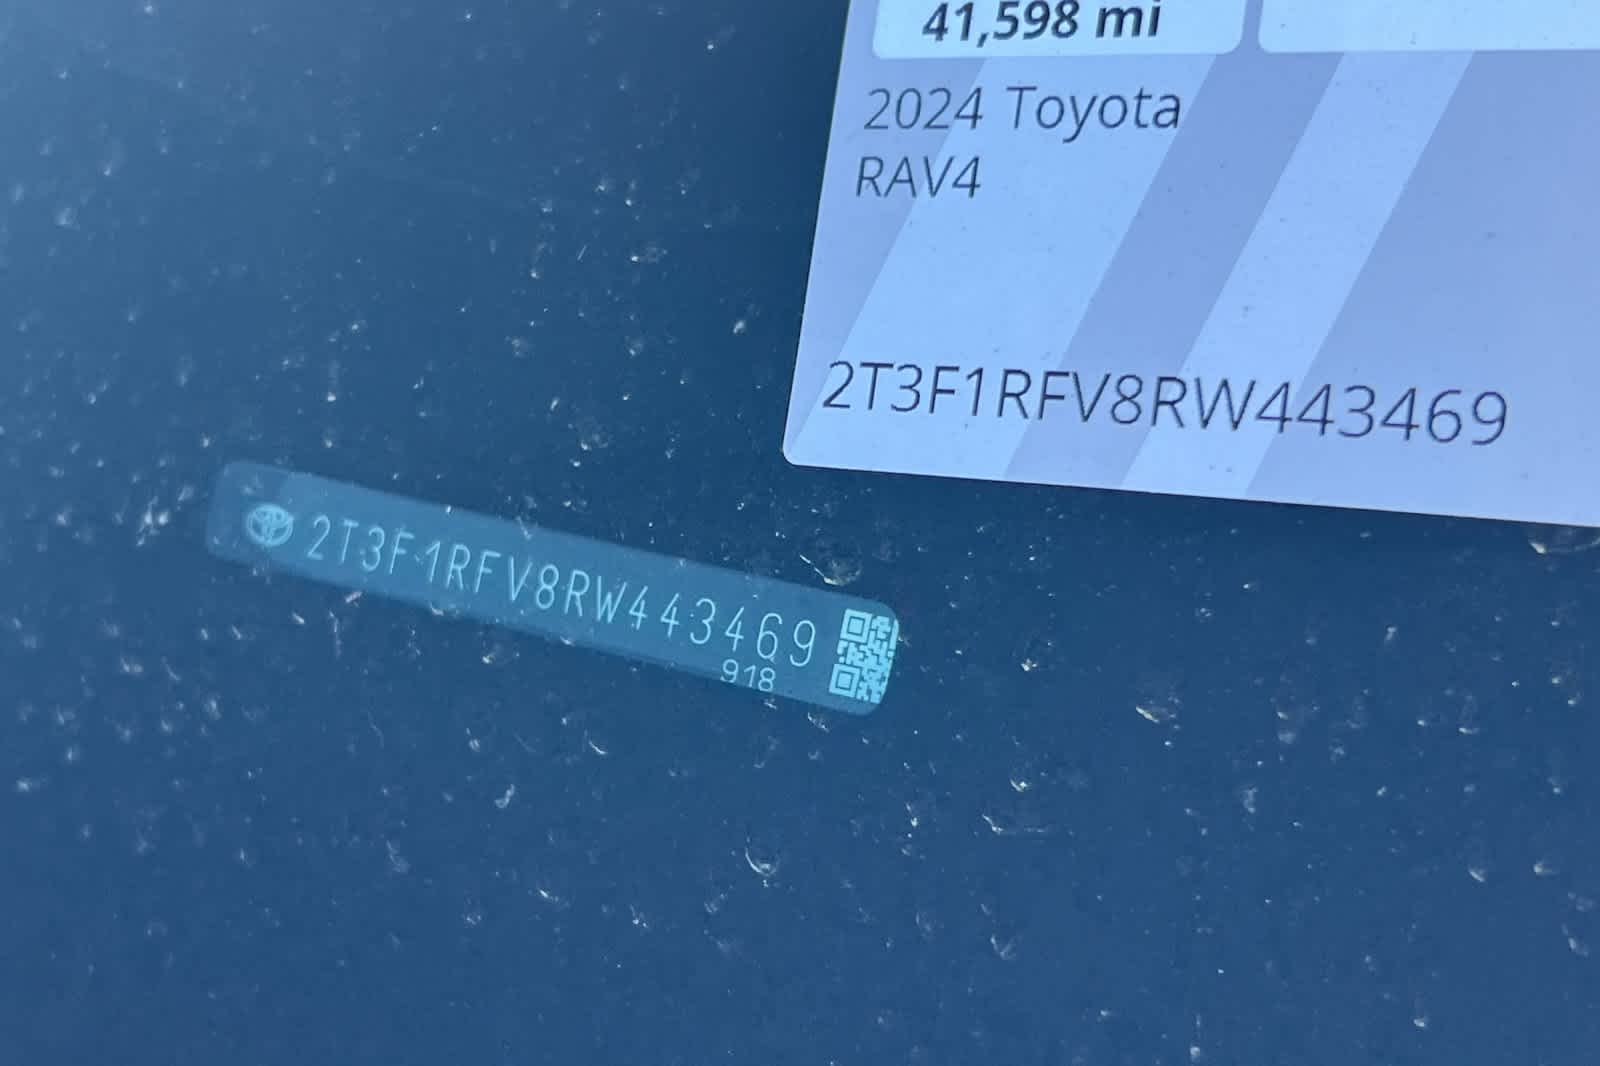 41,598 mi
2024 Toyota
RAV4
2T3F1RFV8RW443469
2T3F1RFV8RW443469
918